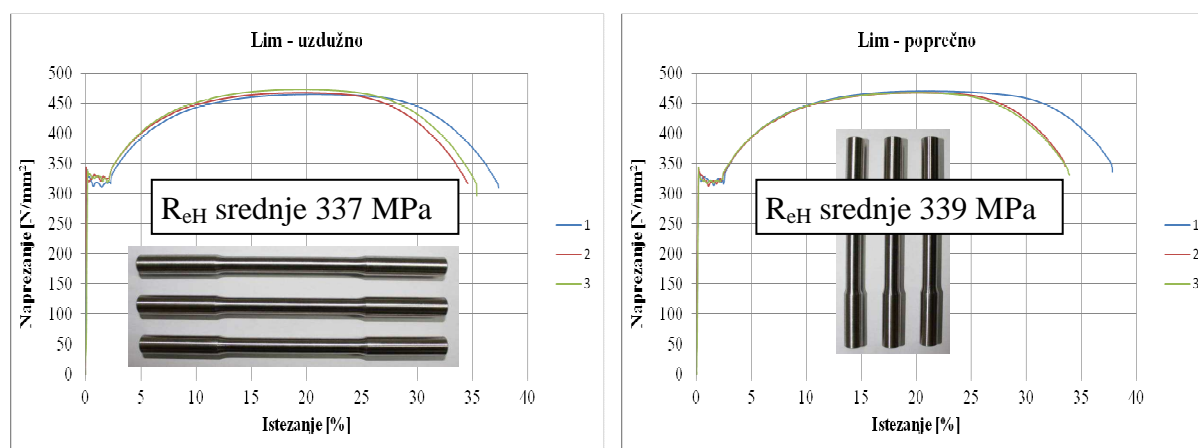 Lim - uzdužno
Naprezanje [N/mm²]
500
450
400
350
300
250
200
150
100
50
0
R_eH srednje 337 MPa
1
2
3
0 5 10 15 20 25 30 35 40
Istezanje [%]
Lim - poprečno
Naprezanje [N/mm²]
500
450
400
350
300
250
200
150
100
50
0
R_eH srednje 339 MPa
1
2
3
0 5 10 15 20 25 30 35 40
Istezanje [%]